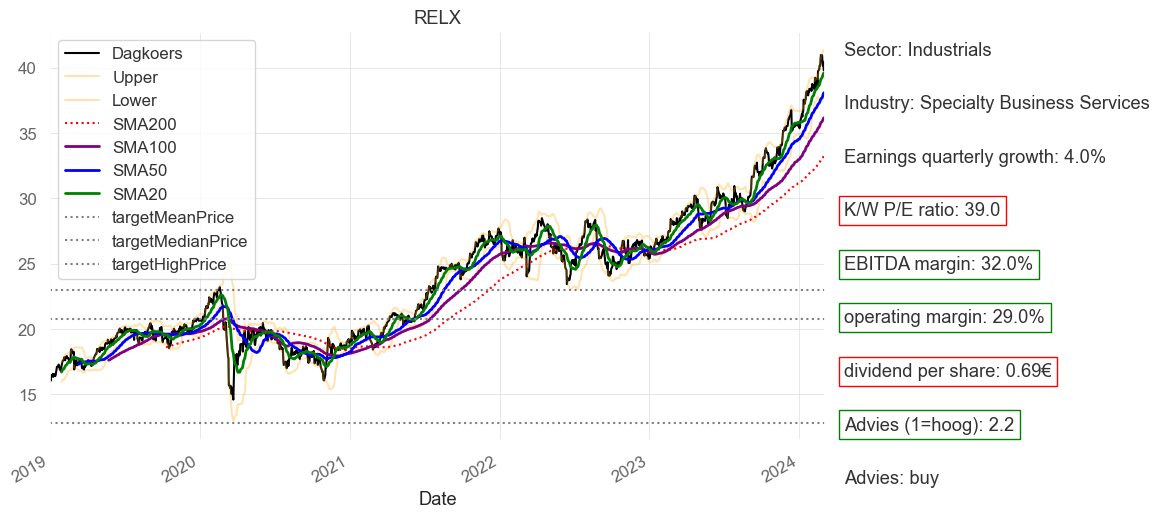 RELX
Dagkoers
Upper
Lower
SMA200
SMA100
SMA50
SMA20
targetMeanPrice
targetMedianPrice
targetHighPrice
40
35
30
25
20
15
2019
2020
2021
2022
2023
2024
Date
Sector: Industrials
Industry: Specialty Business Services
Earnings quarterly growth: 4.0%
K/W P/E ratio: 39.0
EBITDA margin: 32.0%
operating margin: 29.0%
dividend per share: 0.69€
Advies (1=hoog): 2.2
Advies: buy